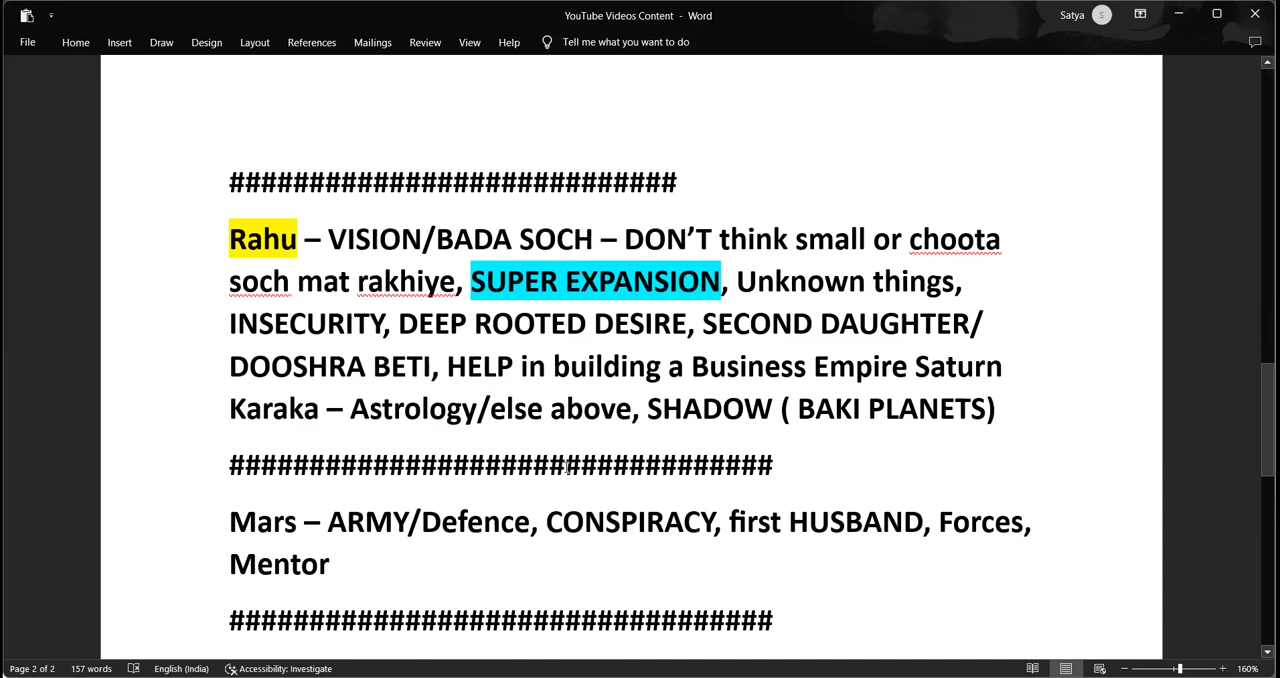 YouTube Videos Content - Word
Satya
S
File Home Insert Draw Design Layout References Mailings Review View Help Tell me what you want to do
############################
Rahu – VISION/BADA SOCH – DON’T think small or choota
soch mat rakhiye, SUPER EXPANSION, Unknown things,
INSECURITY, DEEP ROOTED DESIRE, SECOND DAUGHTER/
DOOSHRA BETI, HELP in building a Business Empire Saturn
Karaka – Astrology/else above, SHADOW ( BAKI PLANETS)
##################################
Mars – ARMY/Defence, CONSPIRACY, first HUSBAND, Forces,
Mentor
##################################
Page 2 of 2 157 words English (India) Accessibility: Investigate 160%